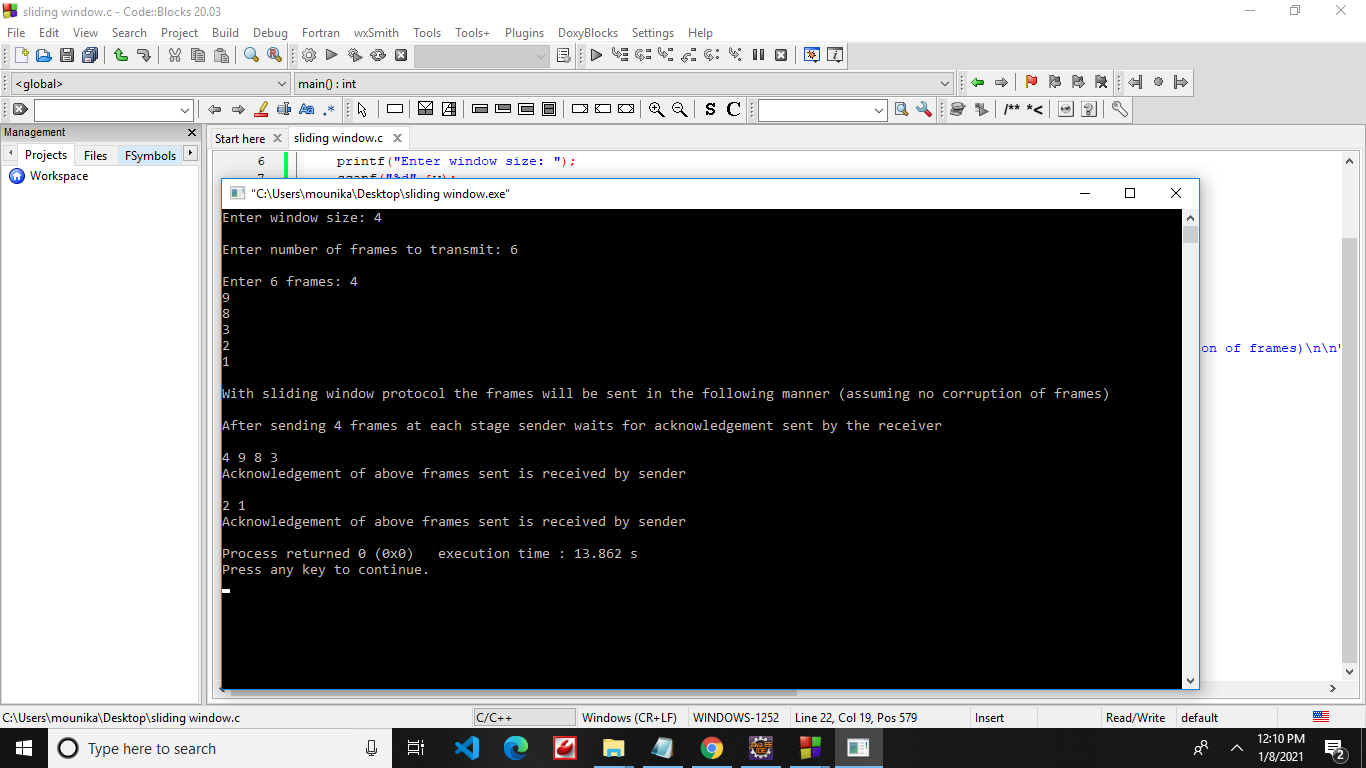 sliding window.c - Code::Blocks 20.03
File Edit View Search Project Build Debug Fortran wxSmith Tools Tools+ Plugins DoxyBlocks Settings Help
<global> main() : int
Management
Start here sliding window.c
Projects Files FSymbols
Workspace
6 printf("Enter window size: ");
7
"C:\Users\mounika\Desktop\sliding window.exe"
Enter window size: 4
Enter number of frames to transmit: 6
Enter 6 frames: 4
9
8
3
2
1
on of frames)\n\n"
With sliding window protocol the frames will be sent in the following manner (assuming no corruption of frames)
After sending 4 frames at each stage sender waits for acknowledgement sent by the receiver
4 9 8 3
Acknowledgement of above frames sent is received by sender
2 1
Acknowledgement of above frames sent is received by sender
Process returned 0 (0x0) execution time : 13.862 s
Press any key to continue.
C:\Users\mounika\Desktop\sliding window.c C/C++ Windows (CR+LF) WINDOWS-1252 Line 22, Col 19, Pos 579 Insert Read/Write default
Type here to search
12:10 PM
1/8/2021
2